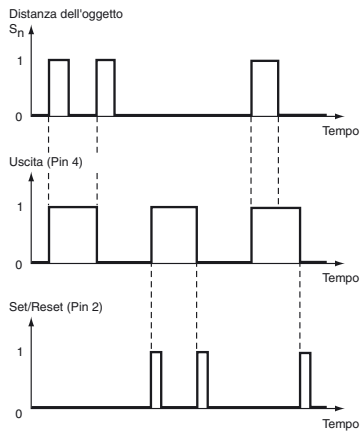 Distanza dell'oggetto
Sn
1
0
Tempo
Uscita (Pin 4)
1
0
Tempo
Set/Reset (Pin 2)
1
0
Tempo